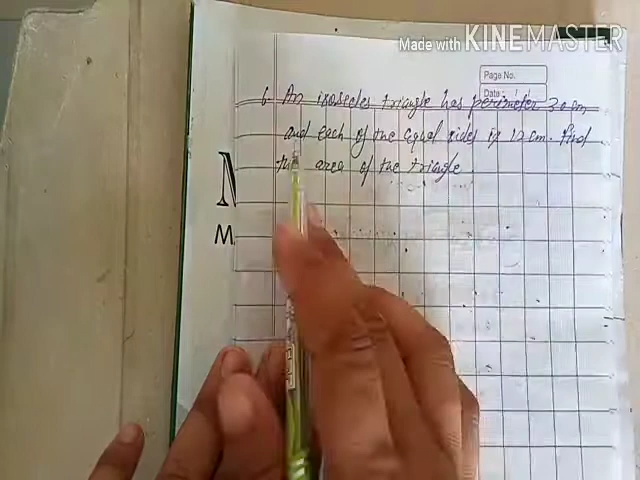 Made with KINEMASTER
Page No.
Date : / /
6. An isosceles triangle has perimeter 30 cm
and each of the equal sides is 12 cm. Find
the area of the triangle.
N
M